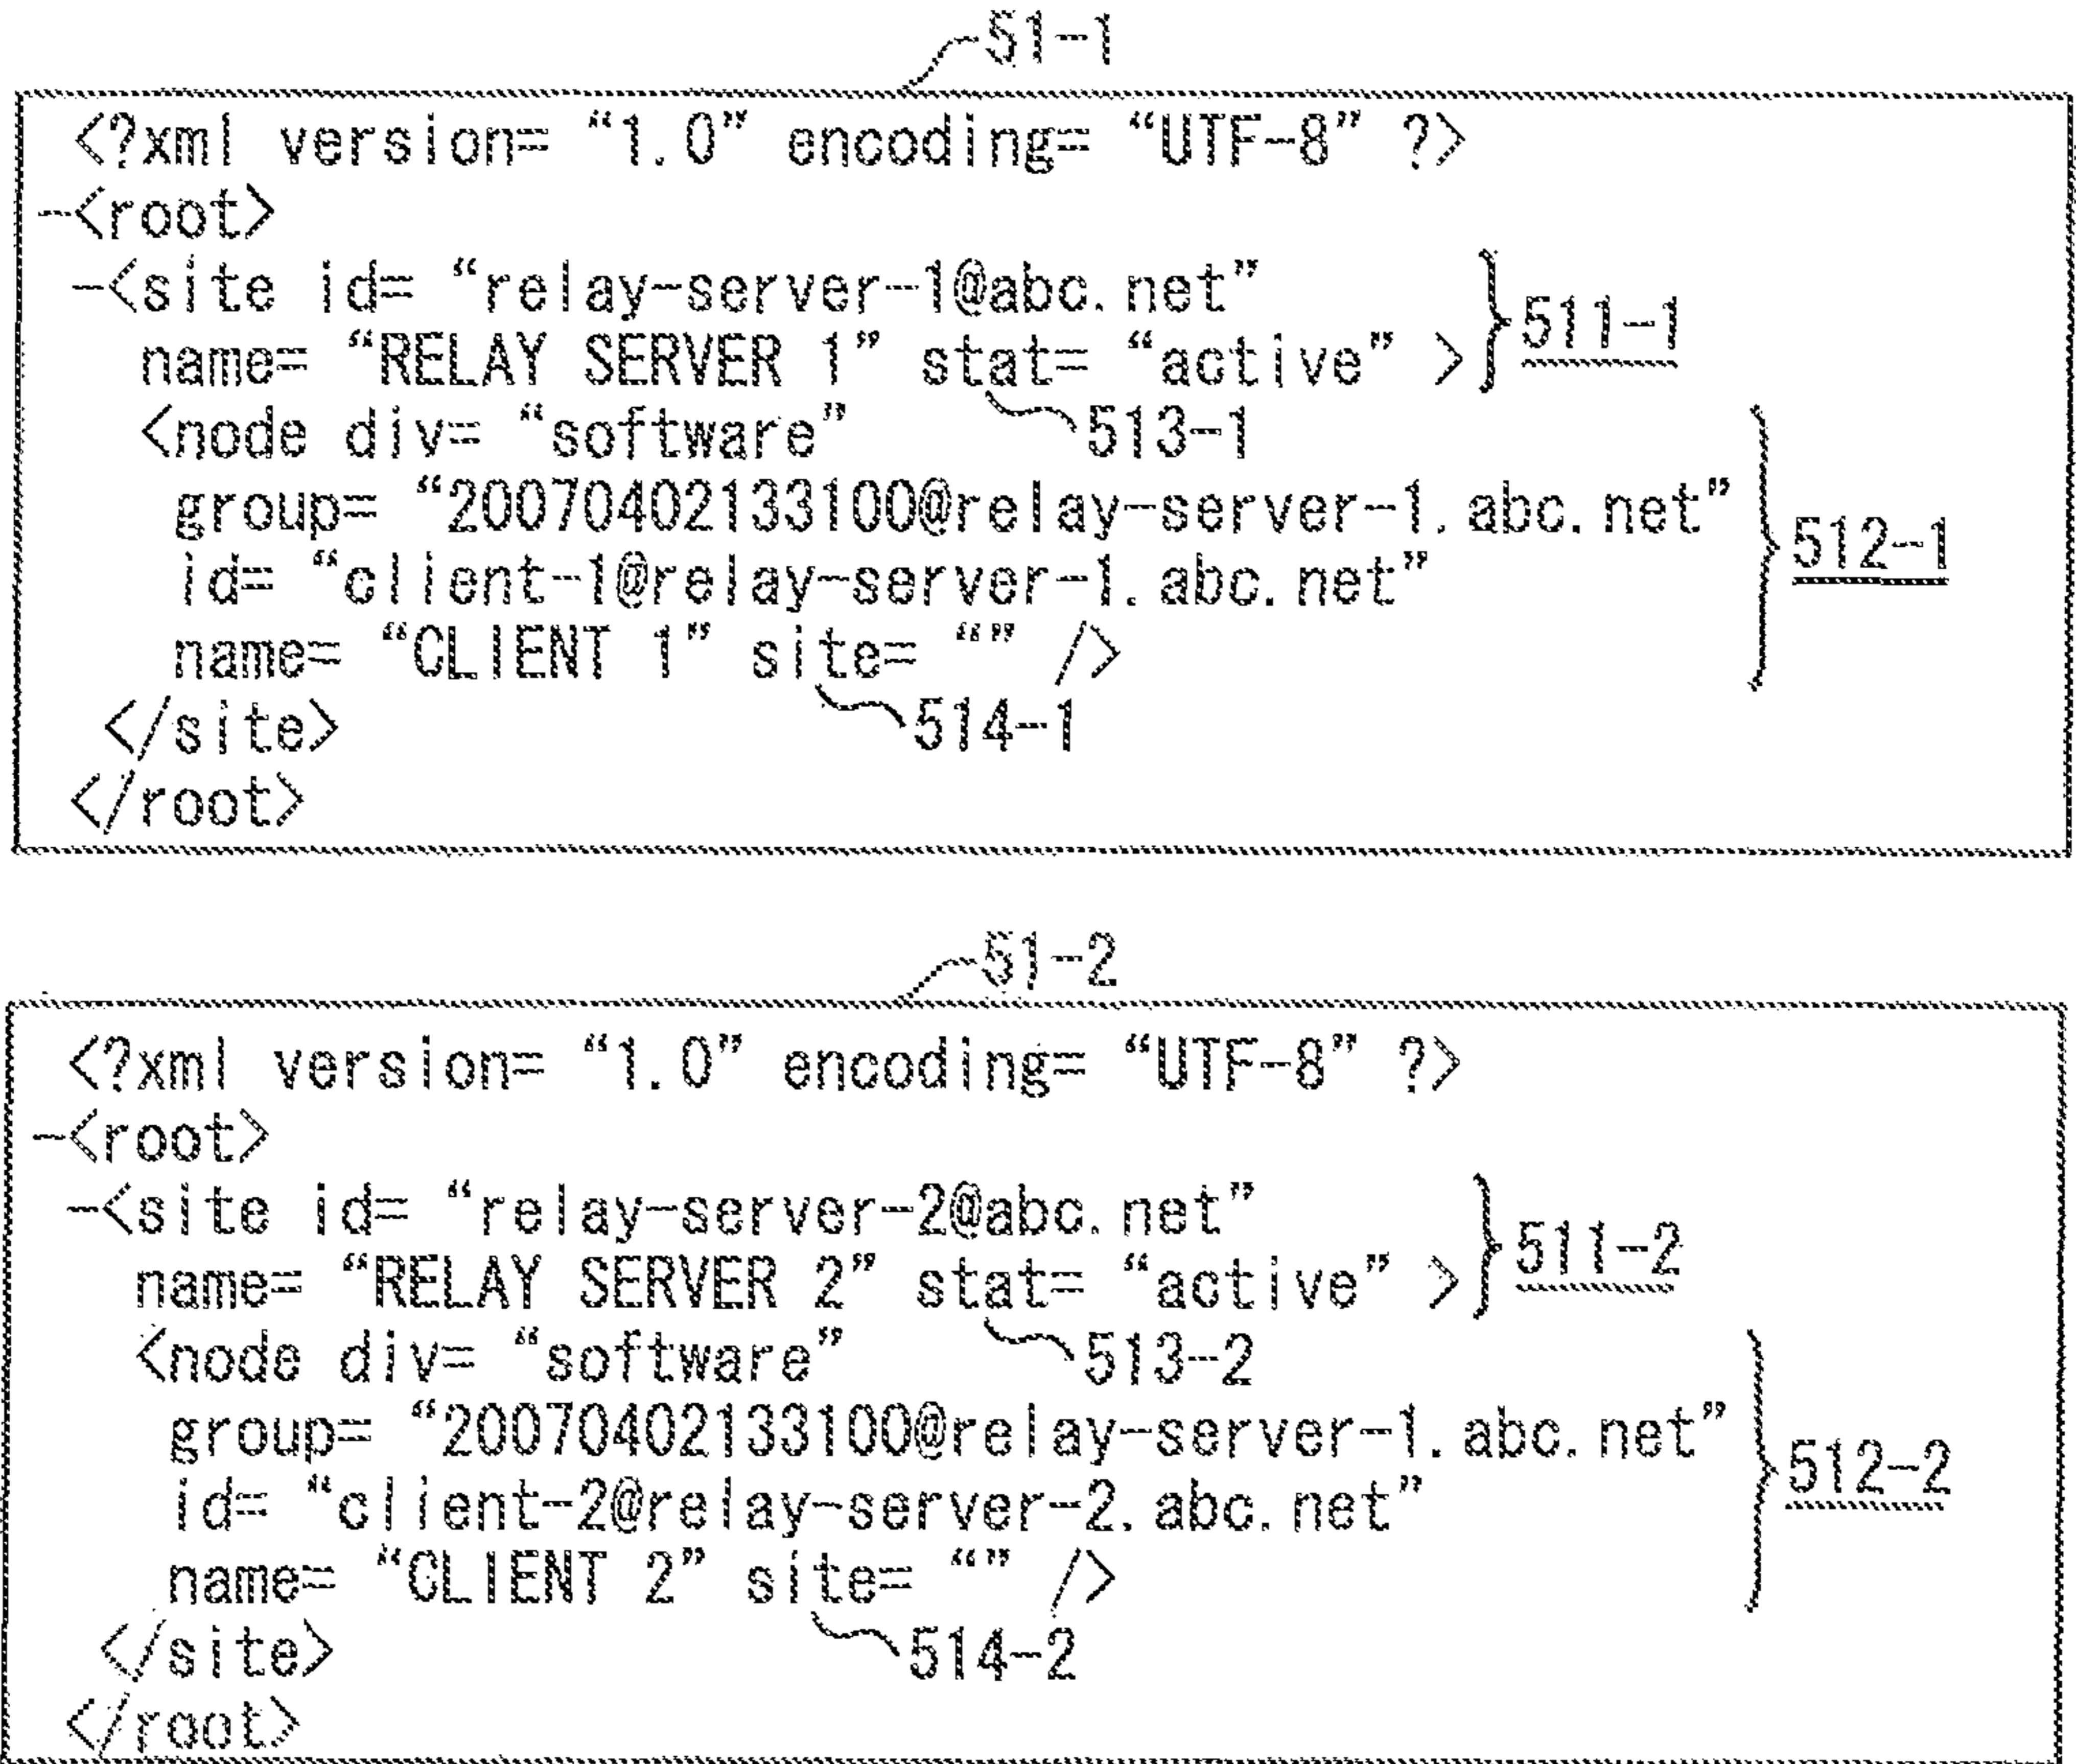 51-1
<?xml version= “1.0” encoding= “UTF-8” ?>
-<root>
-<site id= “relay-server-1@abc.net”
name= “RELAY SERVER 1” stat= “active” >
511-1
<node div= “software”
513-1
group= “20070402133100@relay-server-1.abc.net”
id= “client-1@relay-server-1.abc.net”
512-1
name= “CLIENT 1” site= “” />
</site>
514-1
</root>
51-2
<?xml version= “1.0” encoding= “UTF-8” ?>
-<root>
-<site id= “relay-server-2@abc.net”
name= “RELAY SERVER 2” stat= “active” >
511-2
<node div= “software”
513-2
group= “20070402133100@relay-server-1.abc.net”
id= “client-2@relay-server-2.abc.net”
512-2
name= “CLIENT 2” site= “” />
</site>
514-2
</root>